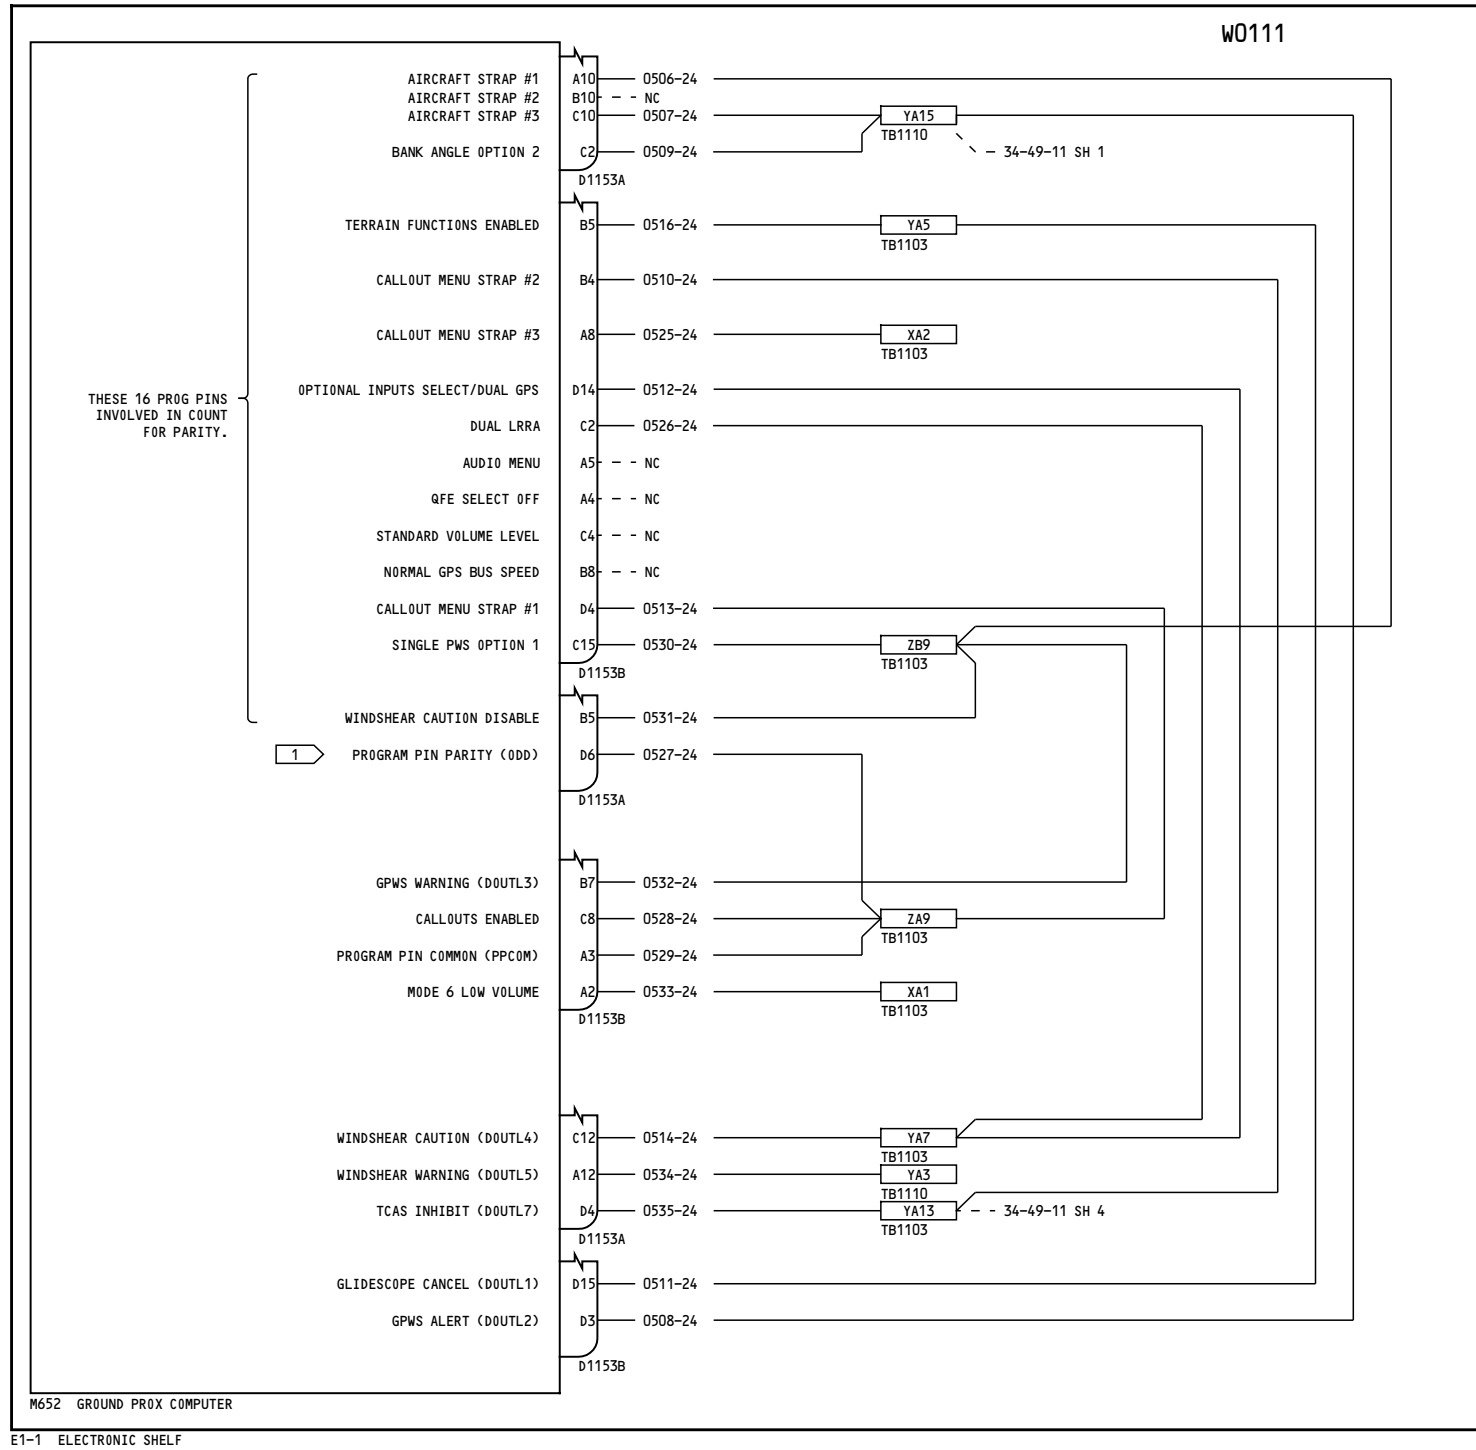 W0111
AIRCRAFT STRAP #1 A10 0506-24
AIRCRAFT STRAP #2 B10 NC
AIRCRAFT STRAP #3 C10 0507-24 YA15
TB1110
BANK ANGLE OPTION 2 C2 0509-24 34-49-11 SH 1
D1153A
TERRAIN FUNCTIONS ENABLED B5 0516-24 YA5
TB1103
CALLOUT MENU STRAP #2 B4 0510-24
CALLOUT MENU STRAP #3 A8 0525-24 XA2
TB1103
OPTIONAL INPUTS SELECT/DUAL GPS D14 0512-24
THESE 16 PROG PINS
INVOLVED IN COUNT
FOR PARITY.
DUAL LRRA C2 0526-24
AUDIO MENU A5 NC
QFE SELECT OFF A4 NC
STANDARD VOLUME LEVEL C4 NC
NORMAL GPS BUS SPEED B8 NC
CALLOUT MENU STRAP #1 D4 0513-24
SINGLE PWS OPTION 1 C15 0530-24 ZB9
TB1103
D1153B
WINDSHEAR CAUTION DISABLE B5 0531-24
1 PROGRAM PIN PARITY (ODD) D6 0527-24
D1153A
GPWS WARNING (DOUTL3) B7 0532-24
CALLOUTS ENABLED C8 0528-24 ZA9
TB1103
PROGRAM PIN COMMON (PPCOM) A3 0529-24
MODE 6 LOW VOLUME A2 0533-24 XA1
TB1103
D1153B
WINDSHEAR CAUTION (DOUTL4) C12 0514-24 YA7
TB1103
WINDSHEAR WARNING (DOUTL5) A12 0534-24 YA3
TB1110
TCAS INHIBIT (DOUTL7) D4 0535-24 YA13 34-49-11 SH 4
TB1103
D1153A
GLIDESCOPE CANCEL (DOUTL1) D15 0511-24
GPWS ALERT (DOUTL2) D3 0508-24
D1153B
M652 GROUND PROX COMPUTER
E1-1 ELECTRONIC SHELF